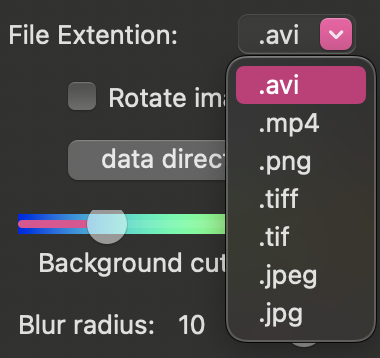 File Extention: .avi
.avi
Rotate ima
.mp4
.png
data direct
.tiff
.tif
Background cut
.jpeg
Blur radius: 10
.jpg